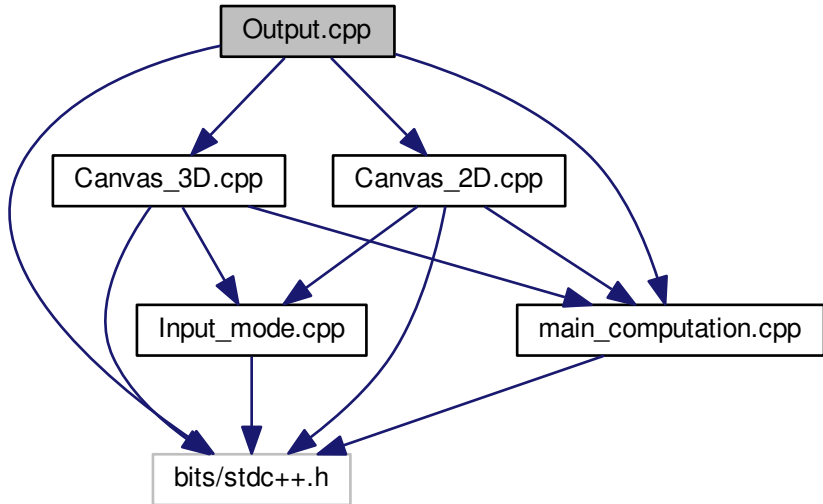 Output.cpp
Canvas_3D.cpp
Canvas_2D.cpp
Input_mode.cpp
main_computation.cpp
bits/stdc++.h